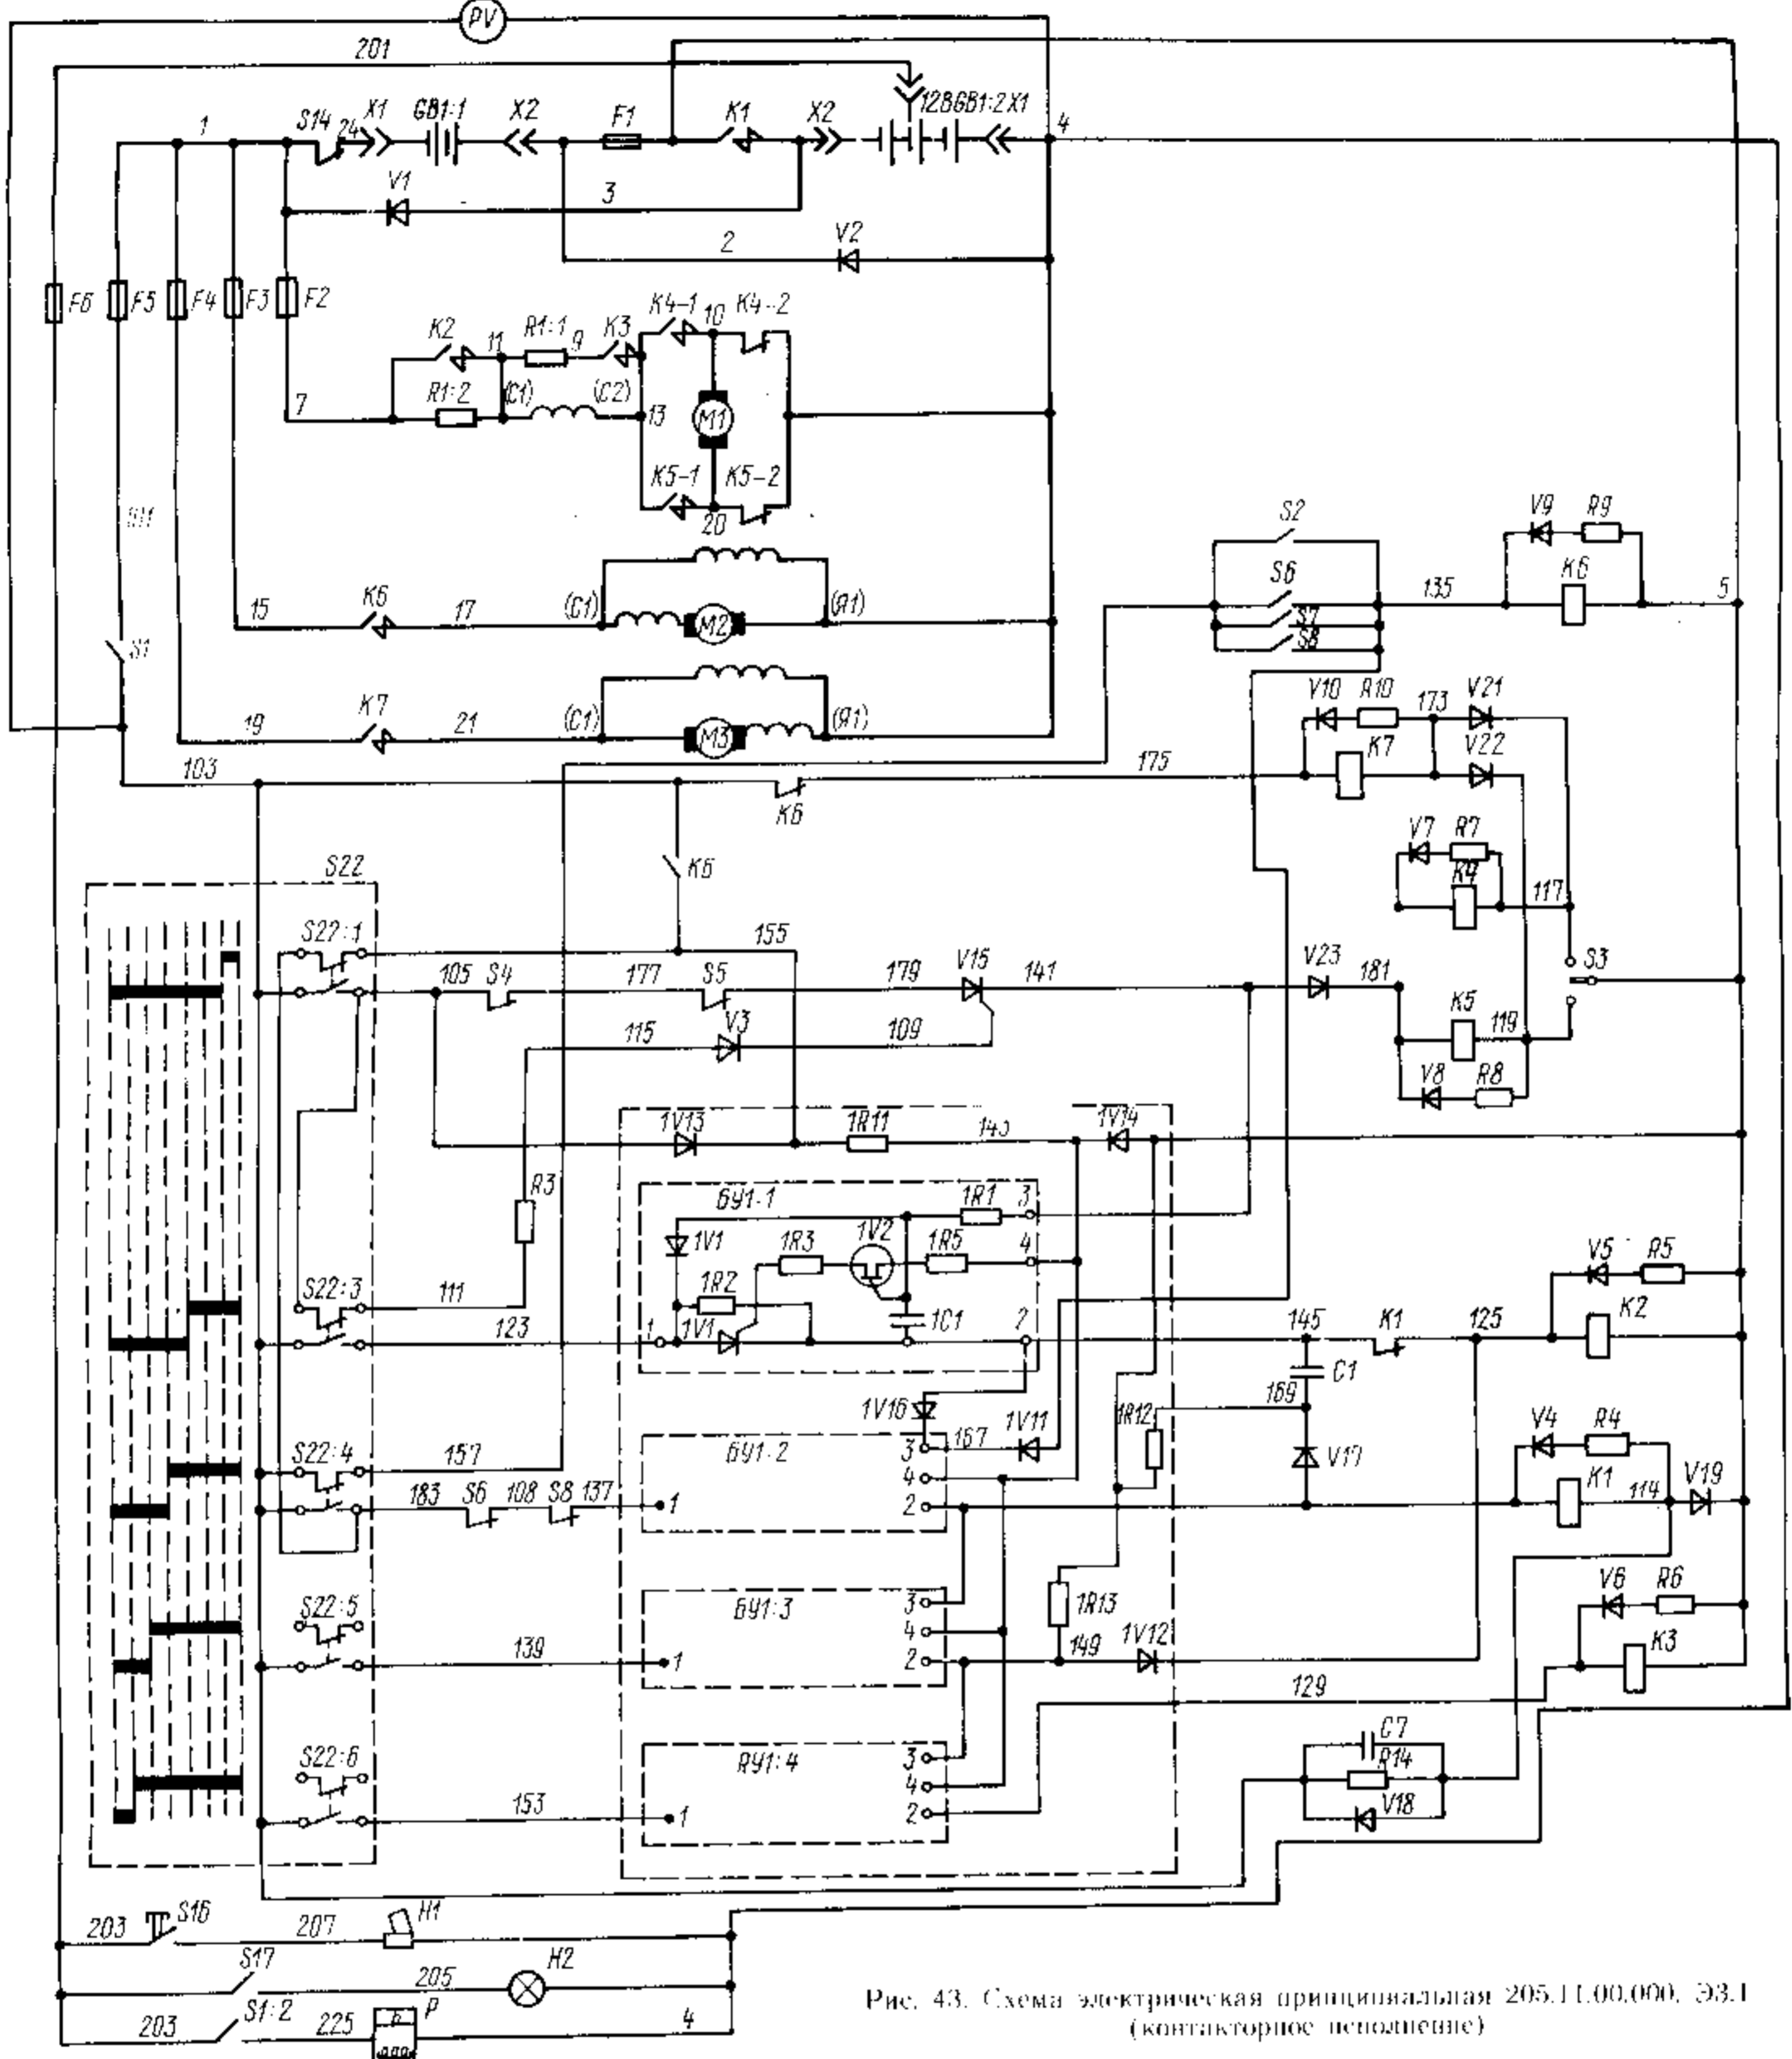 PV
201
1 S14 24 X1 GB1:1 X2 F1 K1 X2 12В GB1:2 X1 4
V1 3
2 V2
F6 F5 F4 F3 F2
K2 11 R1:1 9 K3 K4-1 10 K4-2
7 R1:2 (C1) (C2) 13 M1
K5-1 K5-2
20
S2 V9 R9
S6 135 K6 5
S7
S8
15 K6 17 (C1) M2 (Я1)
S1
19 K7 21 (C1) M3 (Я1)
V10 R10 173 V21
K7 V22
103 K6 175
V7 R7
K4 117
K6
S22
S22:1 155
105 S4 177 S5 179 V15 141 V23 181 S3
115 V3 109
K5 119
V8 R8
1V13 1R11 143 1V14
R3
БУ1-1 1R1 3
1V1 1R3 1V2 1R5 4
1R2 1C1
V5 R5
K2
S22:3 111
123 1 1V1 2 145 K1 125
C1
169
1V16 1R12
БУ1:2 3 167 1V11 V17
4
S22:4 157
183 S6 108 S8 137 1 2
V4 R4
K1 114 V19
S22:5 БУ1:3 3
4
1R13
139 1 2 149 1V12
V6 R6
K3
129
S22:6 ЯУ1:4 3
4
153 1 2
C7
R14
V18
203 S16 207 H1
S17 205 H2
203 S1:2 225 P 4
Рис. 43. Схема электрическая принципиальная 205.11.00.000. Э3.1
(контакторное исполнение)